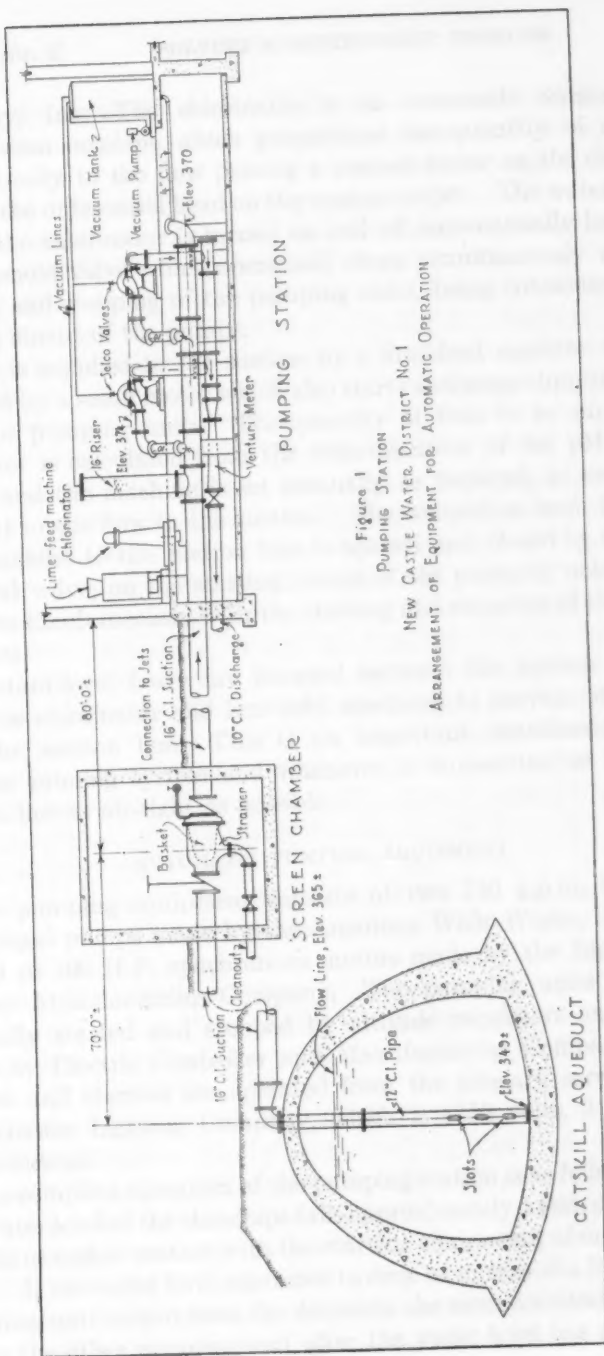 Vacuum Lines
Vacuum Tank
Vacuum Pump
Jelco Valves
16" Riser
Elev. 374±
Lime-feed machine
Chlorinator
4" C.I.
Elev. 370
Venturi Meter
PUMPING STATION
80'-0"±
Connection to Jets
16" C.I. Suction
10" C.I. Discharge
Basket
Strainer
SCREEN CHAMBER
70'-0"±
16" C.I. Suction
Cleanout
Flow Line, Elev. 365±
12" C.I. Pipe
Slots
Elev. 349±
CATSKILL AQUEDUCT
Figure 1
PUMPING STATION
NEW CASTLE WATER DISTRICT No. 1
ARRANGEMENT OF EQUIPMENT FOR AUTOMATIC OPERATION